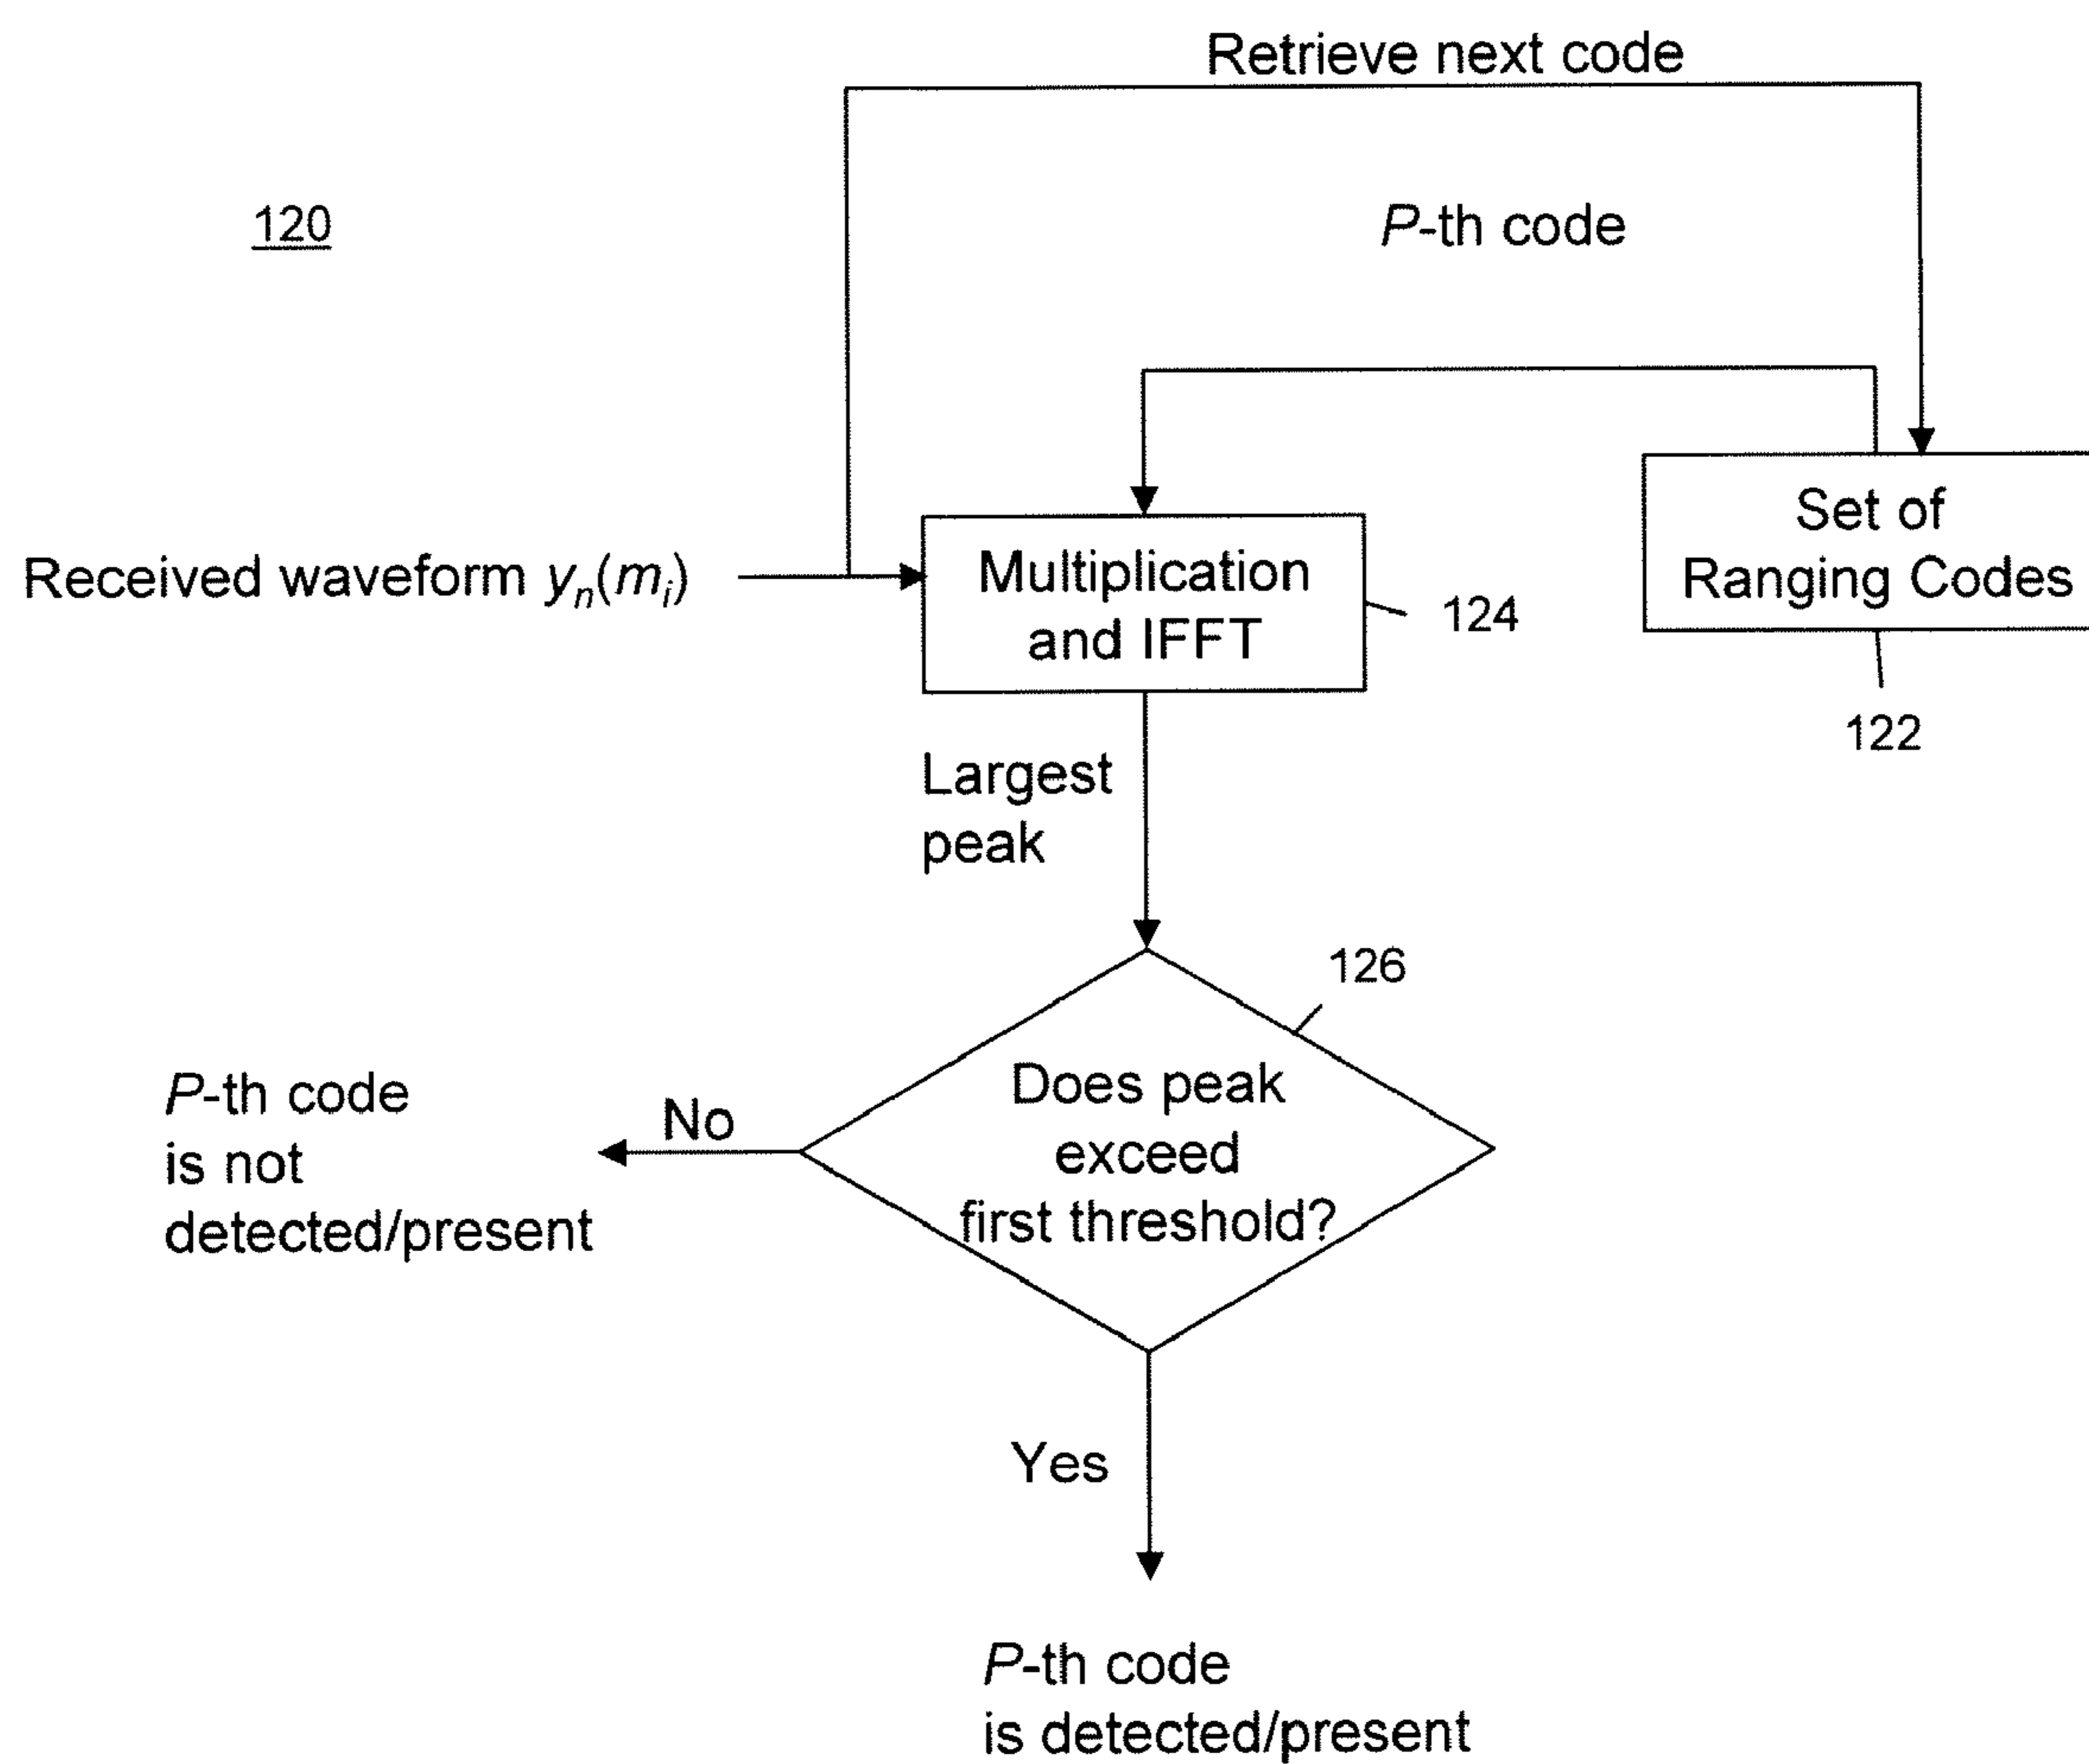 Retrieve next code
120
P-th code
Set of
Ranging Codes
Received waveform yₙ(mᵢ)
Multiplication
and IFFT
124
122
Largest
peak
126
Does peak
exceed
first threshold?
No
P-th code
is not
detected/present
Yes
P-th code
is detected/present